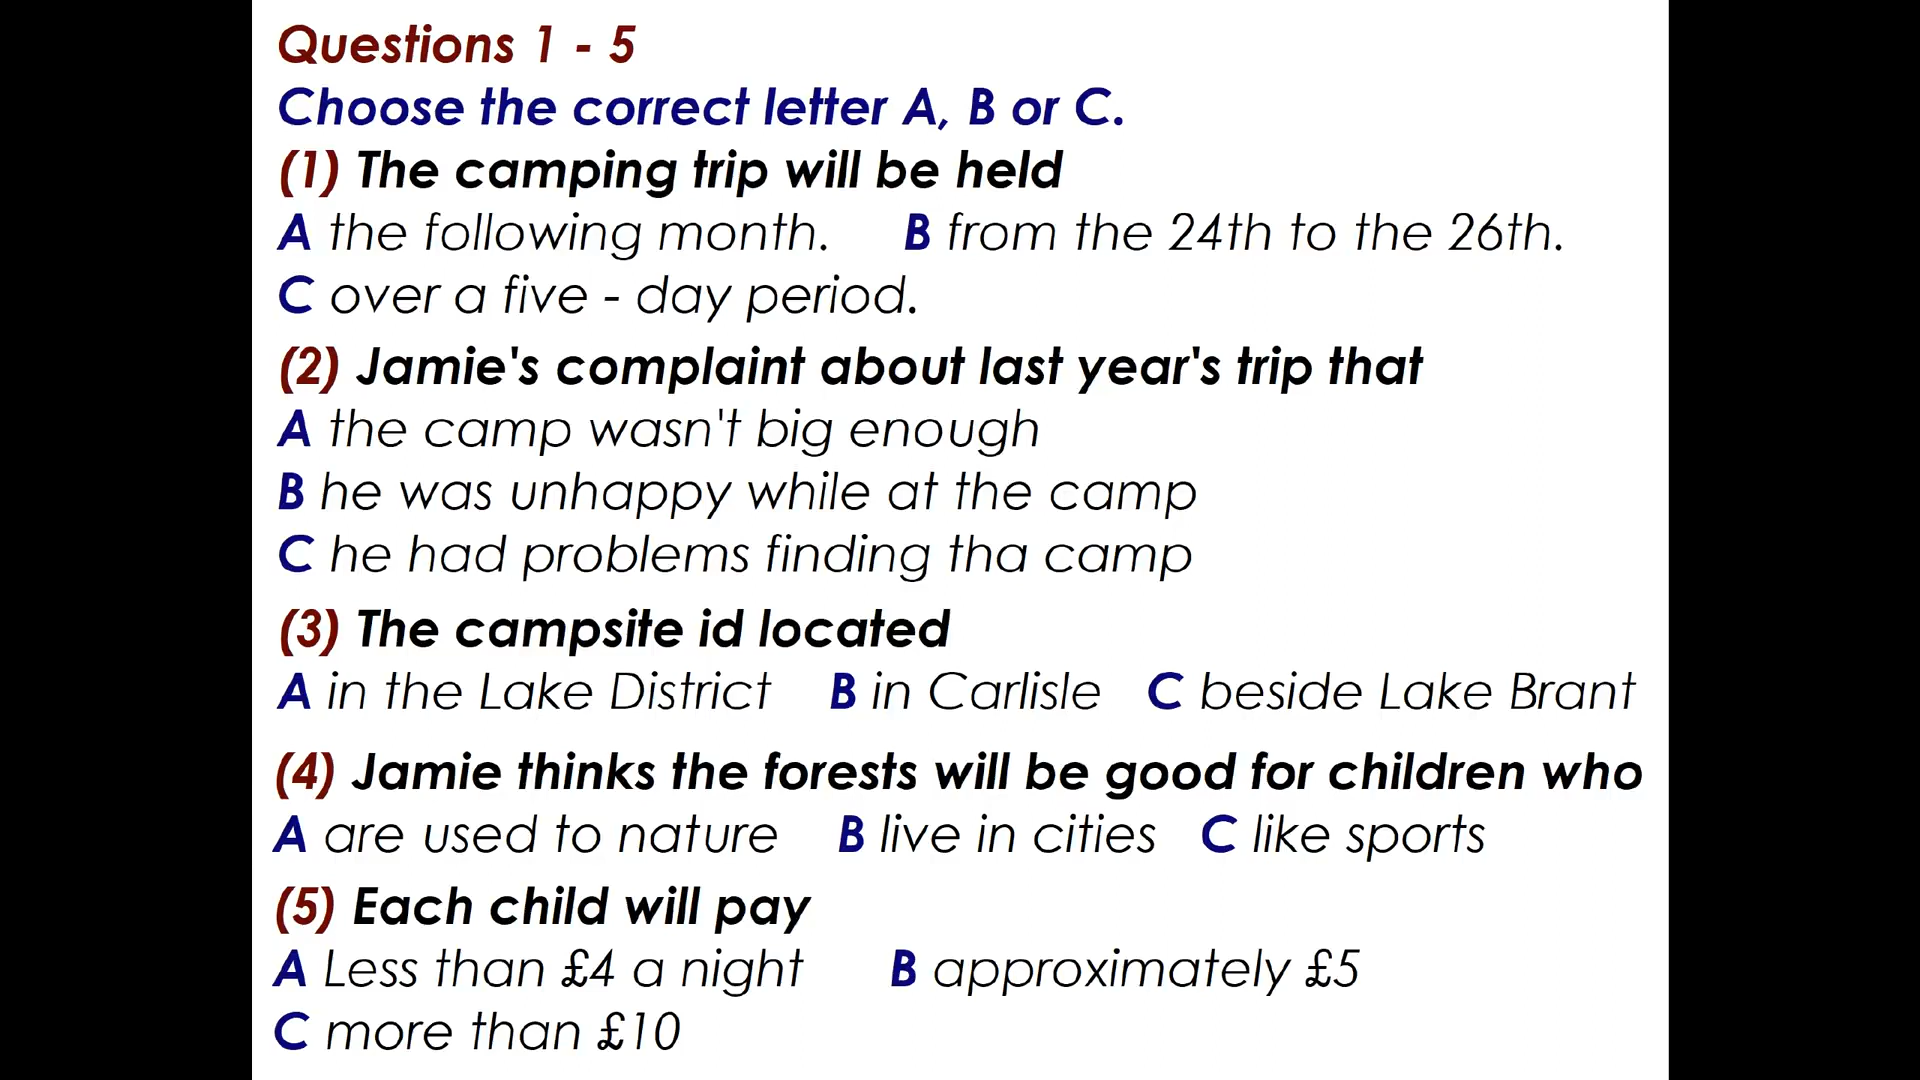 Questions 1 - 5
Choose the correct letter A, B or C.
(1) The camping trip will be held
A the following month. B from the 24th to the 26th.
C over a five - day period.
(2) Jamie's complaint about last year's trip that
A the camp wasn't big enough
B he was unhappy while at the camp
C he had problems finding tha camp
(3) The campsite id located
A in the Lake District B in Carlisle C beside Lake Brant
(4) Jamie thinks the forests will be good for children who
A are used to nature B live in cities C like sports
(5) Each child will pay
A Less than £4 a night B approximately £5
C more than £10